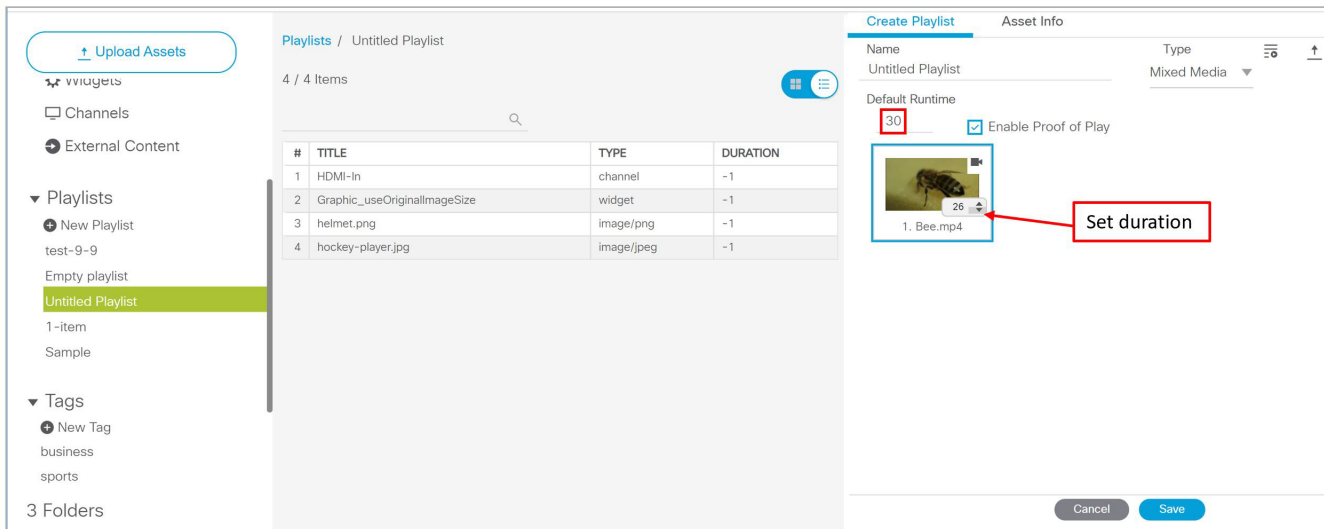 Upload Assets
Widgets
Channels
External Content
Playlists
New Playlist
test-9-9
Empty playlist
Untitled Playlist
1-item
Sample
Tags
New Tag
business
sports
3 Folders
Playlists / Untitled Playlist
4 / 4 Items
# TITLE TYPE DURATION
1 HDMI-In channel -1
2 Graphic_useOriginalImageSize widget -1
3 helmet.png image/png -1
4 hockey-player.jpg image/jpeg -1
Create Playlist Asset Info
Name Type
Untitled Playlist Mixed Media
Default Runtime
30 Enable Proof of Play
26
1. Bee.mp4
Set duration
Cancel Save